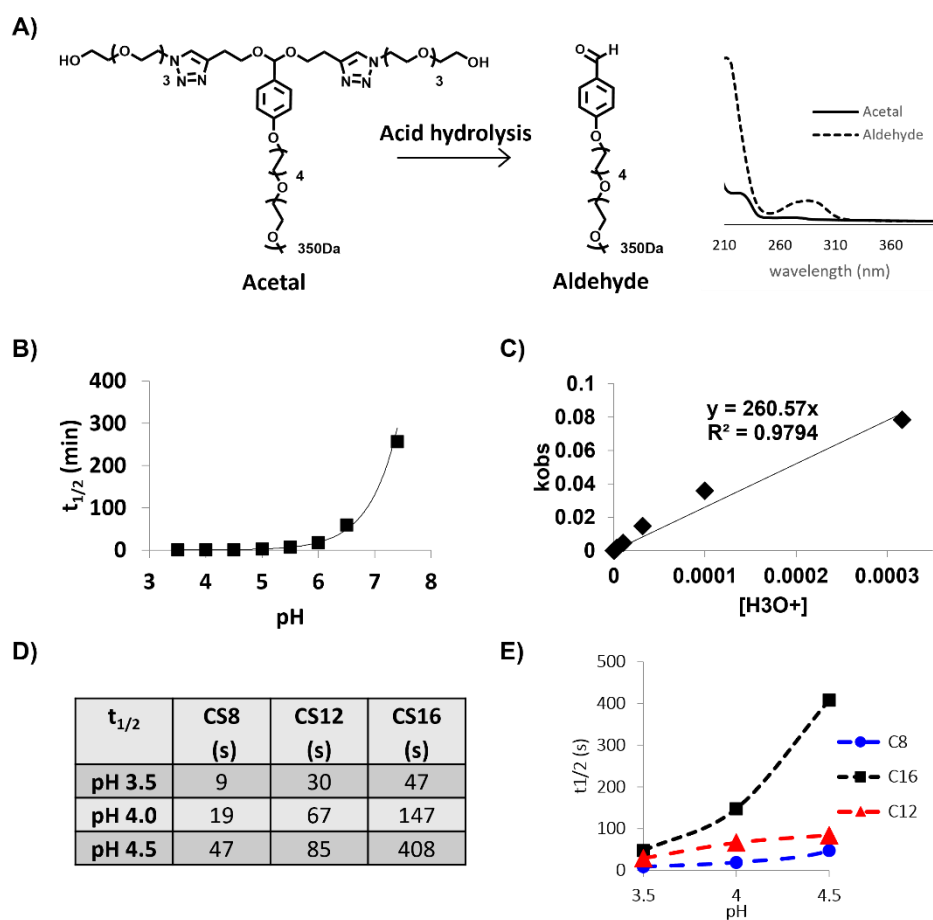 A)
HO
O
3
N
N=N
O
O
N
N=N
O
3
OH
O
4
O
O
350Da
Acetal
Acid hydrolysis
O
H
O
4
O
O
350Da
Aldehyde
Acetal
Aldehyde
210 260 310 360
wavelength (nm)
B)
t1/2 (min)
400
300
200
100
0
3 4 5 6 7 8
pH
C)
kobs
0.1
0.08
0.06
0.04
0.02
0
y = 260.57x
R² = 0.9794
0 0.0001 0.0002 0.0003
[H3O+]
D)
t1/2 CS8 (s) CS12 (s) CS16 (s)
pH 3.5 9 30 47
pH 4.0 19 67 147
pH 4.5 47 85 408
E)
t1/2 (s)
500
400
300
200
100
0
3.5 4 4.5
pH
C8
C16
C12